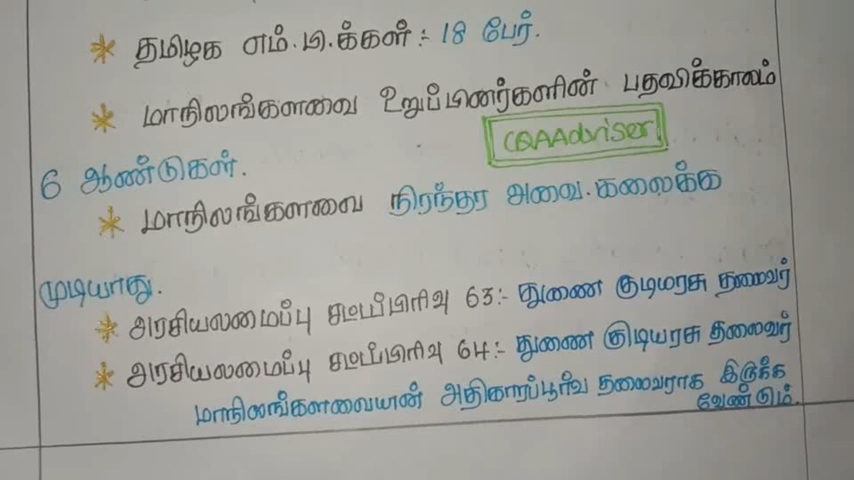 * தமிழக எம்.பி.க்கள் :- 18 பேர்.
* மாநிலங்களவை உறுப்பினர்களின் பதவிக்காலம்
CQAAdviser
6 ஆண்டுகள்.
* மாநிலங்களவை நிரந்தர அவை. கலைக்க
முடியாது.
* அரசியலமைப்பு சட்டப்பிரிவு 63:- துணை குடிமரசு தலைவர்
* அரசியலமைப்பு சட்டப்பிரிவு 64:- துணை குடியரசு தலைவர்
மாநிலங்களவையின் அதிகாரப்பூர்வ தலைவராக இருக்க
வேண்டும்.